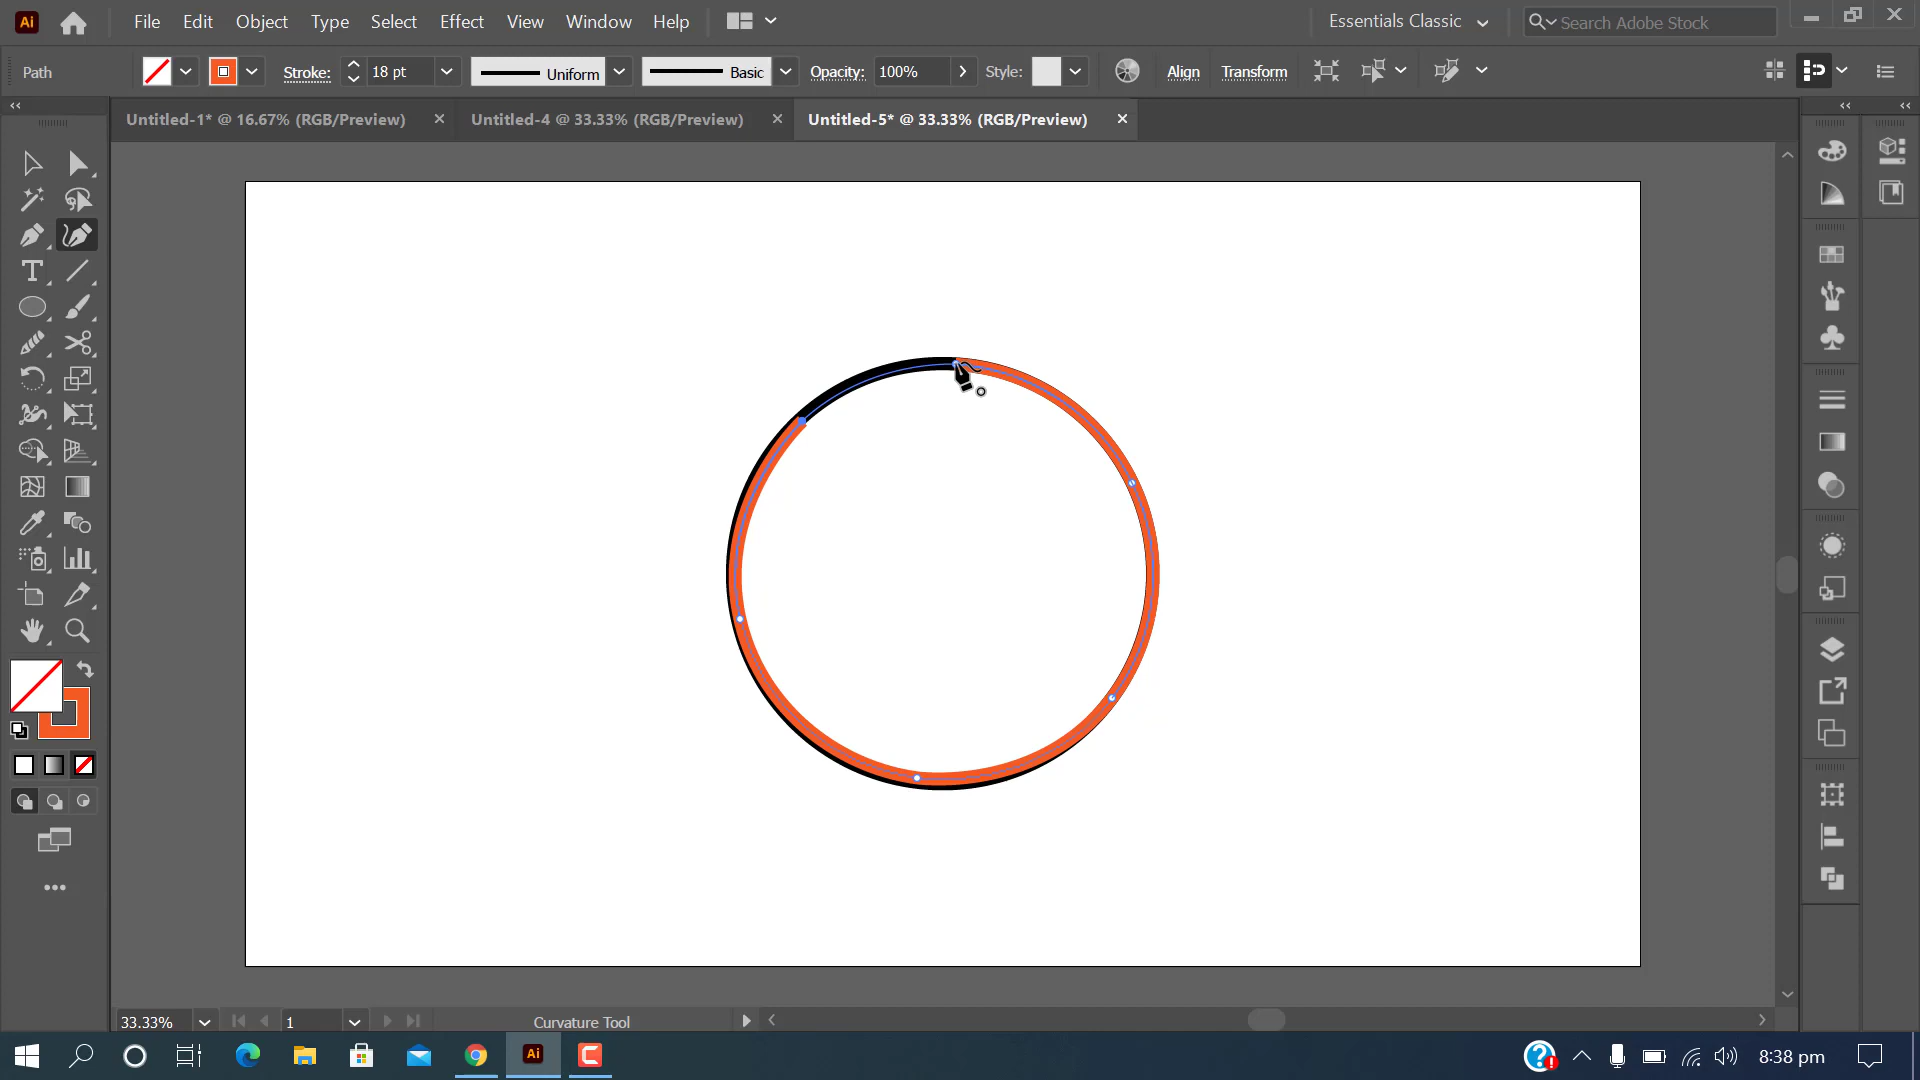 Ai File Edit Object Type Select Effect View Window Help Essentials Classic Search Adobe Stock
Path Stroke: 18 pt Uniform Basic Opacity: 100% Style: Align Transform
Untitled-1* @ 16.67% (RGB/Preview) Untitled-4 @ 33.33% (RGB/Preview) Untitled-5* @ 33.33% (RGB/Preview)
33.33% 1 Curvature Tool
Ai 8:38 pm